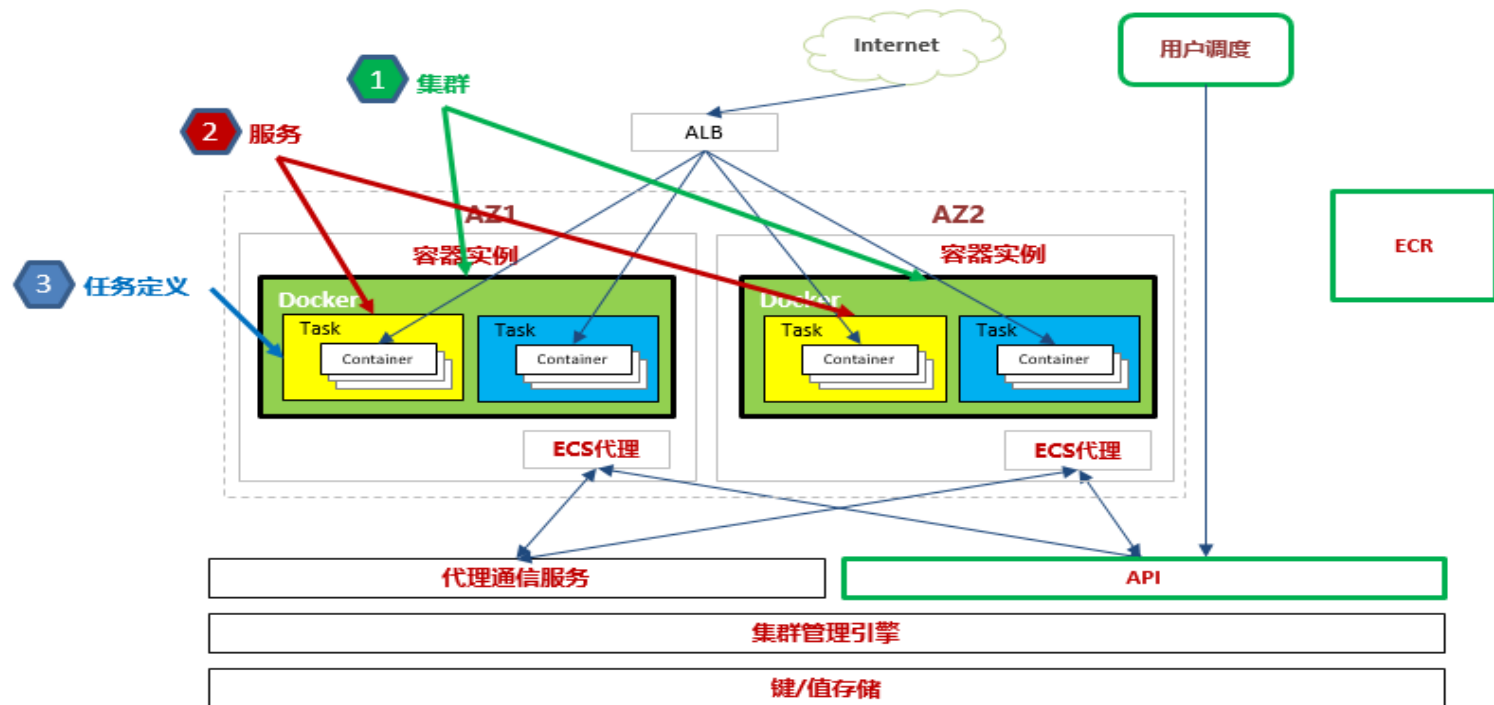 Internet
用户调度
1
集群
2
服务
ALB
AZ1
AZ2
ECR
容器实例
容器实例
3
任务定义
Docker
Docker
Task
Task
Task
Task
Container
Container
Container
Container
ECS代理
ECS代理
代理通信服务
API
集群管理引擎
键/值存储